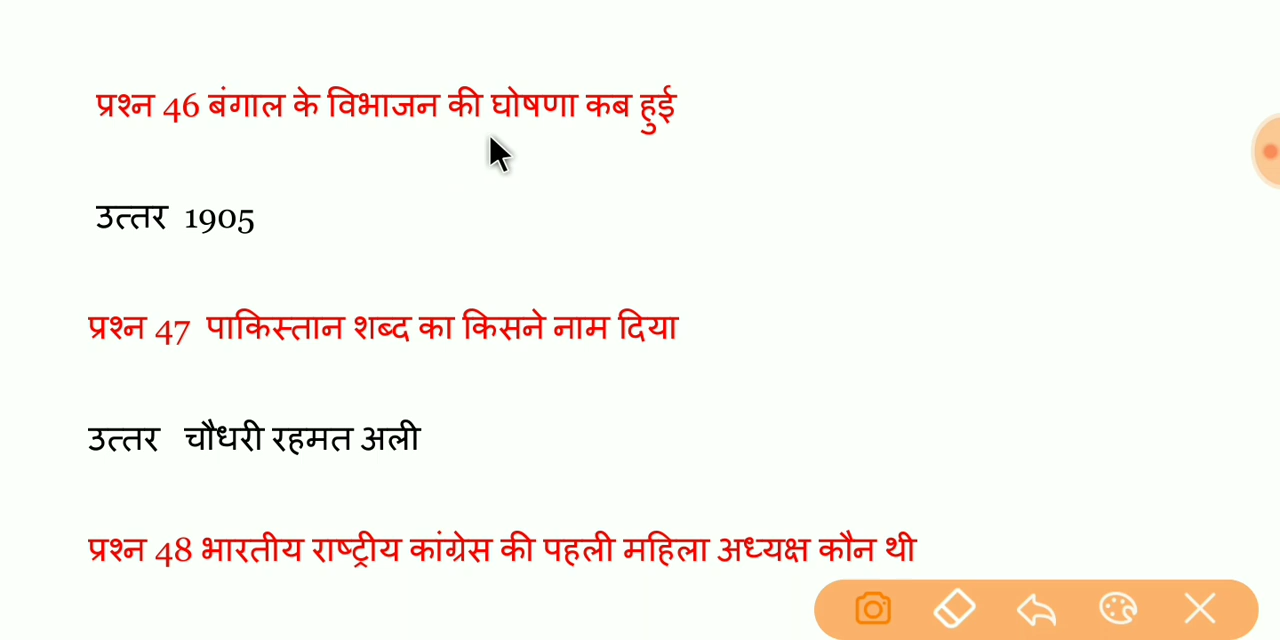 प्रश्न 46 बंगाल के विभाजन की घोषणा कब हुई
उत्तर 1905
प्रश्न 47 पाकिस्तान शब्द का किसने नाम दिया
उत्तर चौधरी रहमत अली
प्रश्न 48 भारतीय राष्ट्रीय कांग्रेस की पहली महिला अध्यक्ष कौन थी